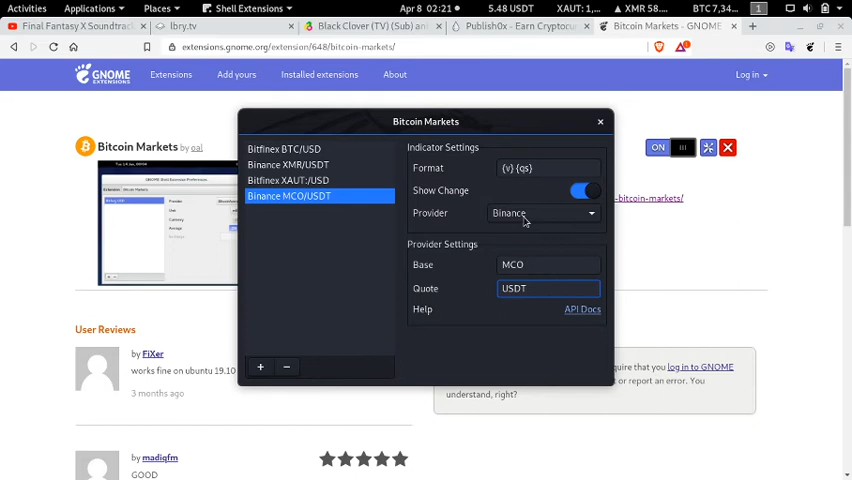 Activities Applications Places Shell Extensions Apr 8 02:21 5.48 USDT XAUT: 1,... XMR 58.... BTC 7,34... 1
Final Fantasy X Soundtrack lbry.tv Black Clover (TV) (Sub) an Publish0x - Earn Cryptocu Bitcoin Markets - GNOME
extensions.gnome.org/extension/648/bitcoin-markets/
GNOME EXTENSIONS Extensions Add yours Installed extensions About Log in
Bitcoin Markets by oal
ON
-bitcoin-markets/
Bitcoin Markets
Bitfinex BTC/USD
Binance XMR/USDT
Bitfinex XAUT:/USD
Binance MCO/USDT
Indicator Settings
Format {v} {qs}
Show Change
Provider Binance
Provider Settings
Base MCO
Quote USDT
Help API Docs
+ −
User Reviews
by FiXer
works fine on ubuntu 19.10
3 months ago
equire that you log in to GNOME
t or report an error. You
understand, right?
by madiqfm
GOOD